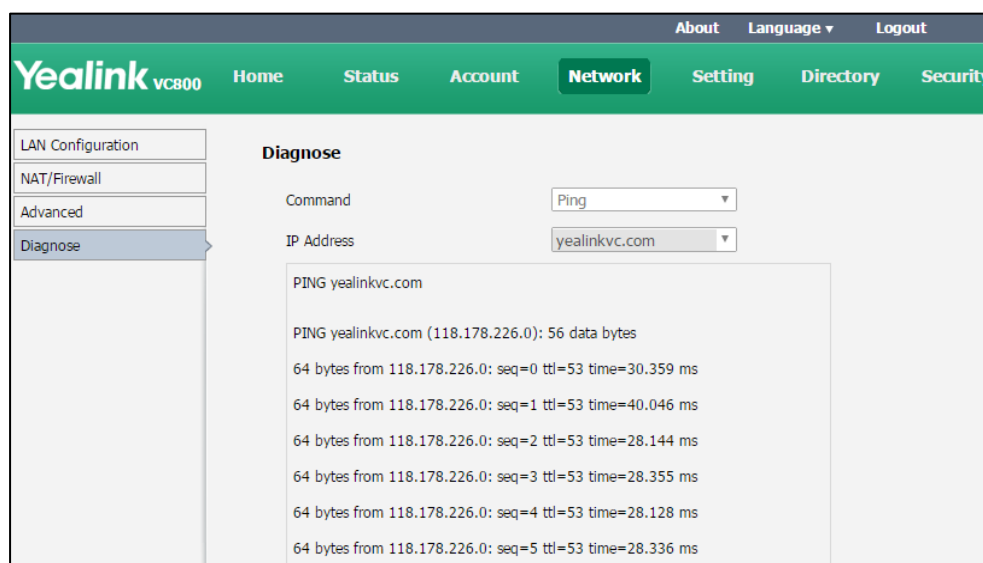 About Language ▾ Logout
Yealink VC800 Home Status Account Network Setting Directory Security
LAN Configuration
NAT/Firewall
Advanced
Diagnose
Diagnose
Command Ping
IP Address yealinkvc.com
PING yealinkvc.com
PING yealinkvc.com (118.178.226.0): 56 data bytes
64 bytes from 118.178.226.0: seq=0 ttl=53 time=30.359 ms
64 bytes from 118.178.226.0: seq=1 ttl=53 time=40.046 ms
64 bytes from 118.178.226.0: seq=2 ttl=53 time=28.144 ms
64 bytes from 118.178.226.0: seq=3 ttl=53 time=28.355 ms
64 bytes from 118.178.226.0: seq=4 ttl=53 time=28.128 ms
64 bytes from 118.178.226.0: seq=5 ttl=53 time=28.336 ms